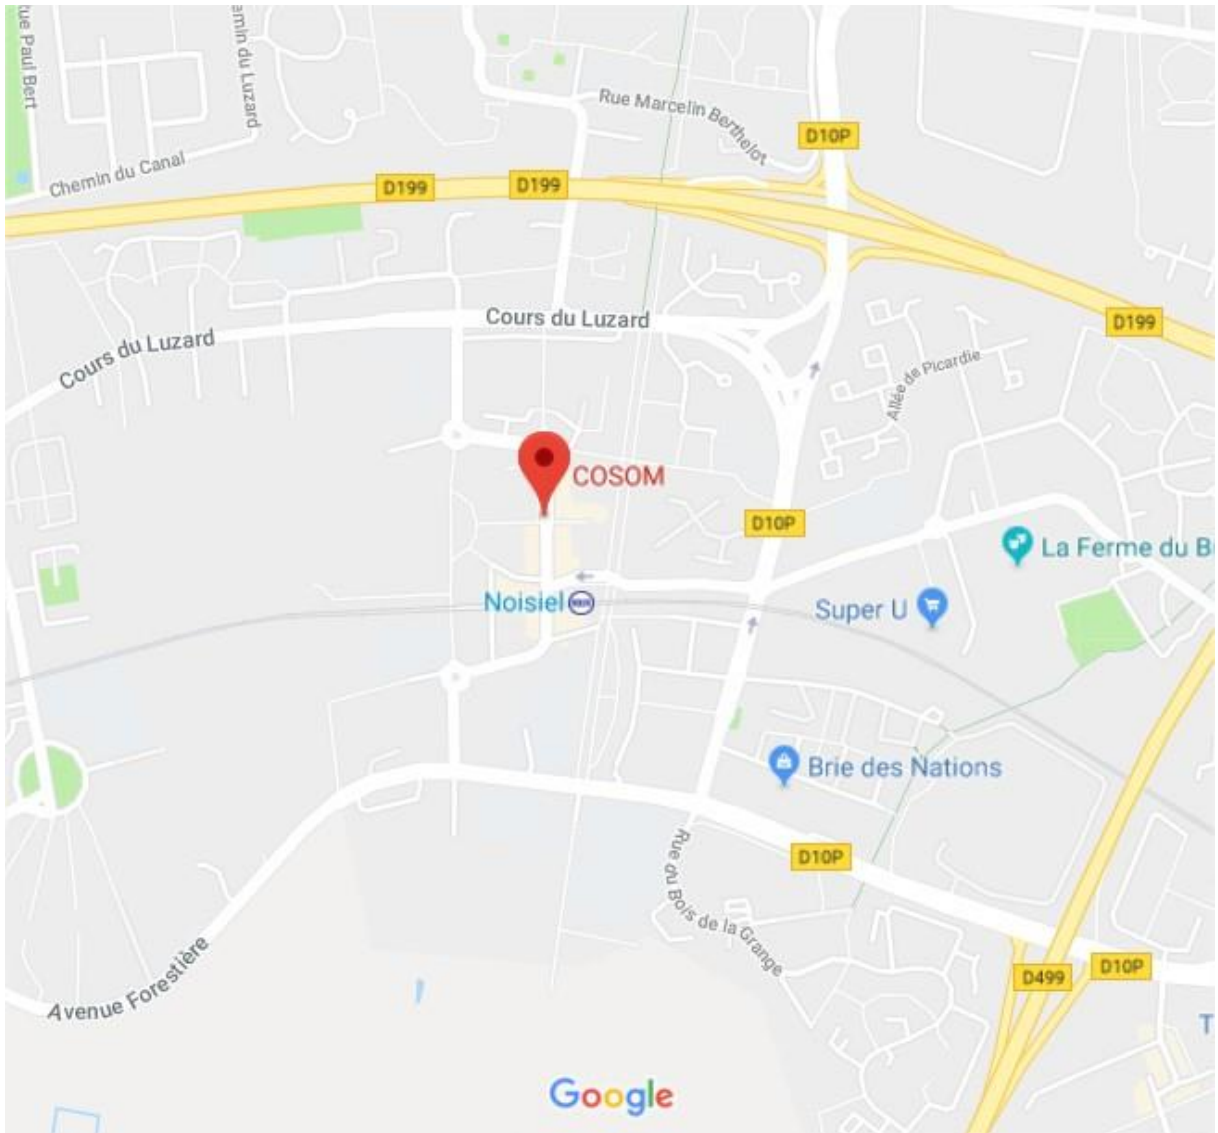 Rue Paul Bert
Chemin du Luzard
Rue Marcelin Berthelot
D10P
Chemin du Canal
D199
D199
Cours du Luzard
D199
Cours du Luzard
Allée de Picardie
COSOM
D10P
La Ferme du B
Noisiel
RER
Super U
Brie des Nations
Rue du Bois de la Grange
D10P
Avenue Forestière
D499
D10P
T
Google